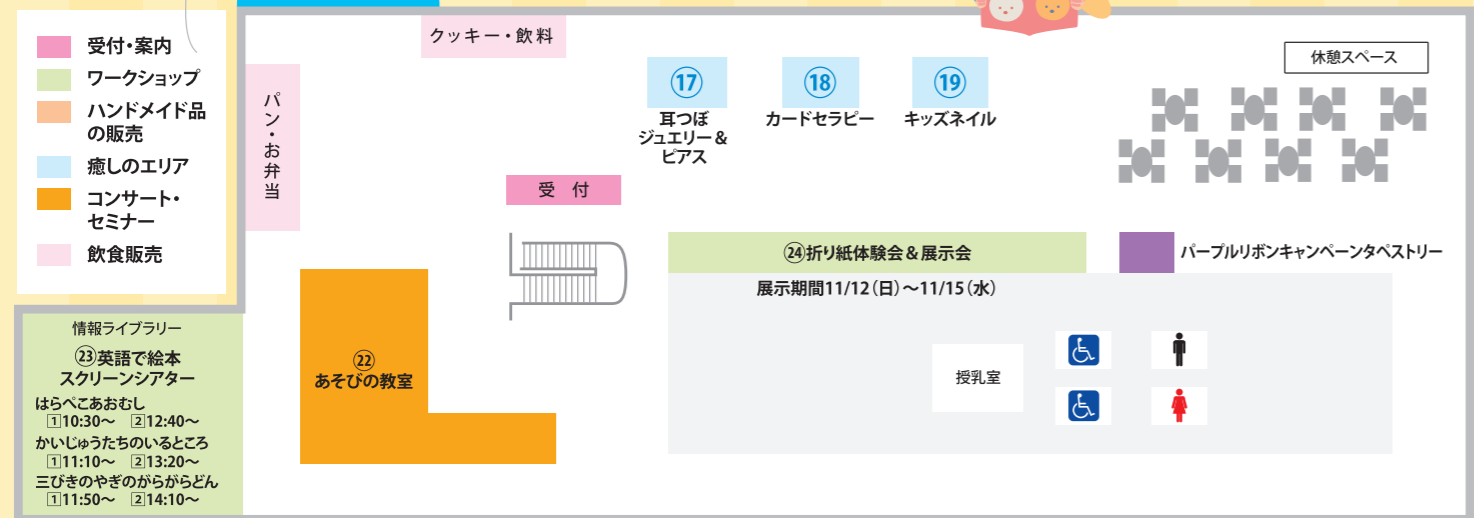 受付・案内
ワークショップ
ハンドメイド品
の販売
癒しのエリア
コンサート・
セミナー
飲食販売
クッキー・飲料
パン・お弁当
⑰
耳つぼ
ジュエリー&
ピアス
⑱
カードセラピー
⑲
キッズネイル
休憩スペース
受　付
㉔折り紙体験会&展示会
展示期間11/12(日)~11/15(水)
パープルリボンキャンペーンタペストリー
㉒
あそびの教室
授乳室
情報ライブラリー
㉓英語で絵本
スクリーンシアター
はらぺこあおむし
1 10:30~ 2 12:40~
かいじゅうたちのいるところ
1 11:10~ 2 13:20~
三びきのやぎのがらがらどん
1 11:50~ 2 14:10~